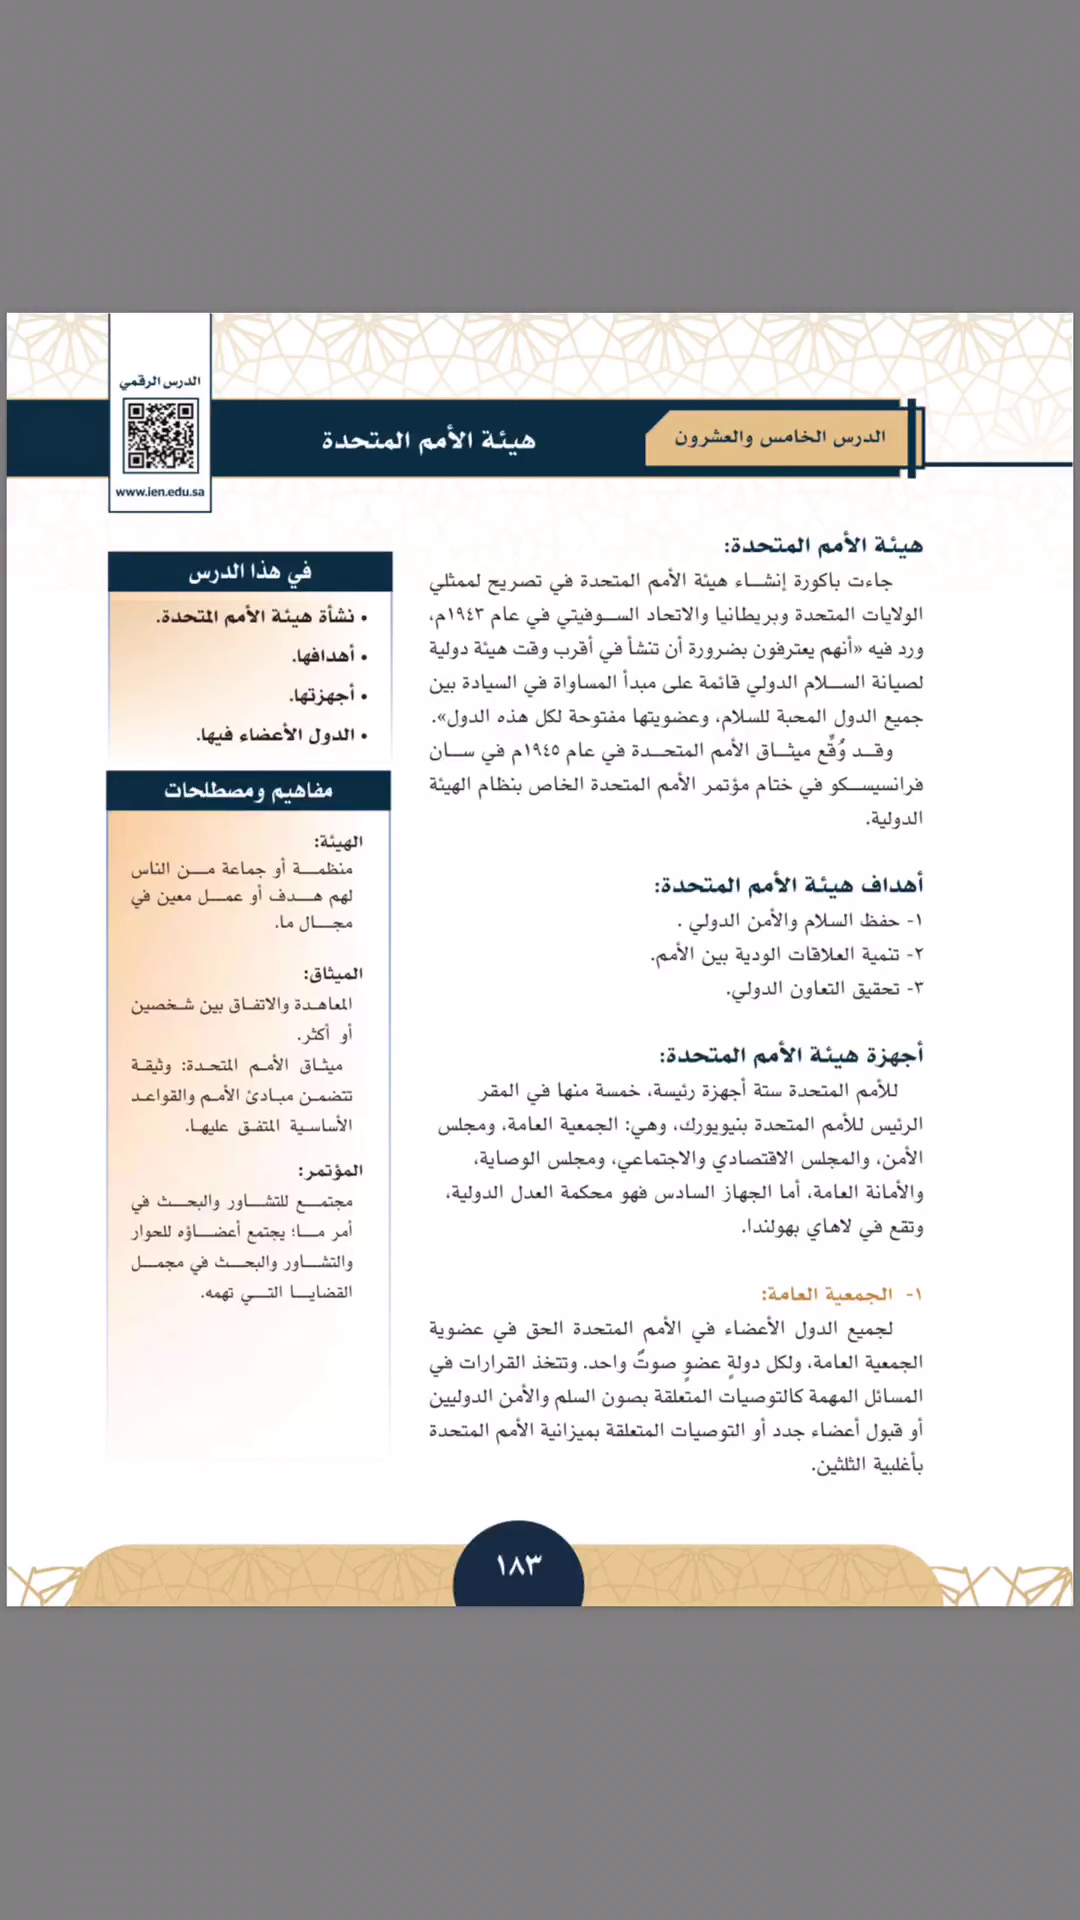 الدرس الرقمي
www.ien.edu.sa
الدرس الخامس والعشرون
هيئة الأمم المتحدة
هيئة الأمم المتحدة:
جاءت باكورة إنشاء هيئة الأمم المتحدة في تصريح لممثلي
الولايات المتحدة وبريطانيا والاتحاد السوفيتي في عام ١٩٤٣م،
ورد فيه «أنهم يعترفون بضرورة أن تنشأ في أقرب وقت هيئة دولية
لصيانة السلام الدولي قائمة على مبدأ المساواة في السيادة بين
جميع الدول المحبة للسلام، وعضويتها مفتوحة لكل هذه الدول».
وقد وُقِّع ميثاق الأمم المتحدة في عام ١٩٤٥م في سان
فرانسيسكو في ختام مؤتمر الأمم المتحدة الخاص بنظام الهيئة
الدولية.
أهداف هيئة الأمم المتحدة:
١- حفظ السلام والأمن الدولي .
٢- تنمية العلاقات الودية بين الأمم.
٣- تحقيق التعاون الدولي.
أجهزة هيئة الأمم المتحدة:
للأمم المتحدة ستة أجهزة رئيسة، خمسة منها في المقر
الرئيس للأمم المتحدة بنيويورك، وهي: الجمعية العامة، ومجلس
الأمن، والمجلس الاقتصادي والاجتماعي، ومجلس الوصاية،
والأمانة العامة، أما الجهاز السادس فهو محكمة العدل الدولية،
وتقع في لاهاي بهولندا.
١- الجمعية العامة:
لجميع الدول الأعضاء في الأمم المتحدة الحق في عضوية
الجمعية العامة، ولكل دولةٍ عضوٍ صوتٌ واحد. وتتخذ القرارات في
المسائل المهمة كالتوصيات المتعلقة بصون السلم والأمن الدوليين
أو قبول أعضاء جدد أو التوصيات المتعلقة بميزانية الأمم المتحدة
بأغلبية الثلثين.
في هذا الدرس
• نشأة هيئة الأمم المتحدة.
• أهدافها.
• أجهزتها.
• الدول الأعضاء فيها.
مفاهيم ومصطلحات
الهيئة:
منظمة أو جماعة من الناس
لهم هدف أو عمل معين في
مجال ما.
الميثاق:
المعاهدة والاتفاق بين شخصين
أو أكثر.
ميثاق الأمم المتحدة: وثيقة
تتضمن مبادئ الأمم والقواعد
الأساسية المتفق عليها.
المؤتمر:
مجتمع للتشاور والبحث في
أمر ما؛ يجتمع أعضاؤه للحوار
والتشاور والبحث في مجمل
القضايا التي تهمه.
١٨٣